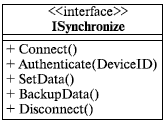 <<interface>>
ISynchronize
+ Connect()
+ Authenticate(DeviceID)
+ SetData()
+ BackupData()
+ Disconnect()